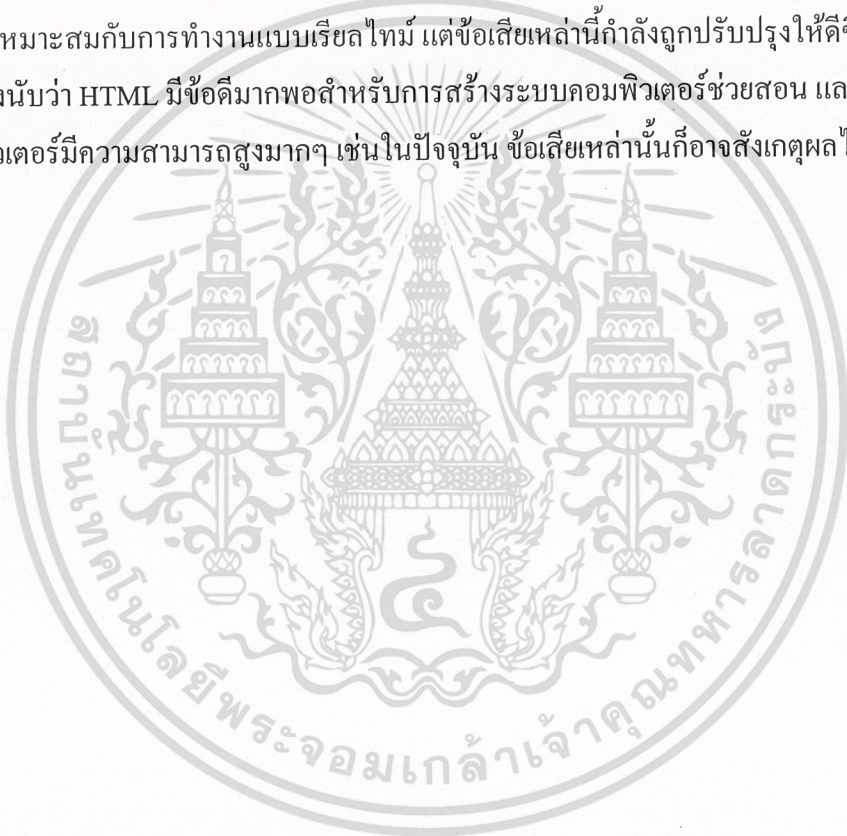 หมาะสมกับการทำงานแบบเรียลไทม์ แต่ข้อเสียเหล่านี้กำลังถูกปรับปรุงให้ดี
งนับว่า HTML มีข้อดีมากพอสำหรับการสร้างระบบคอมพิวเตอร์ช่วยสอน แล
วเตอร์มีความสามารถสูงมากๆ เช่นในปัจจุบัน ข้อเสียเหล่านั้นก็อาจสังเกตุผลไ
สถาบันเทคโนโลยีพระจอมเกล้าเจ้าคุณทหารลาดกระบัง